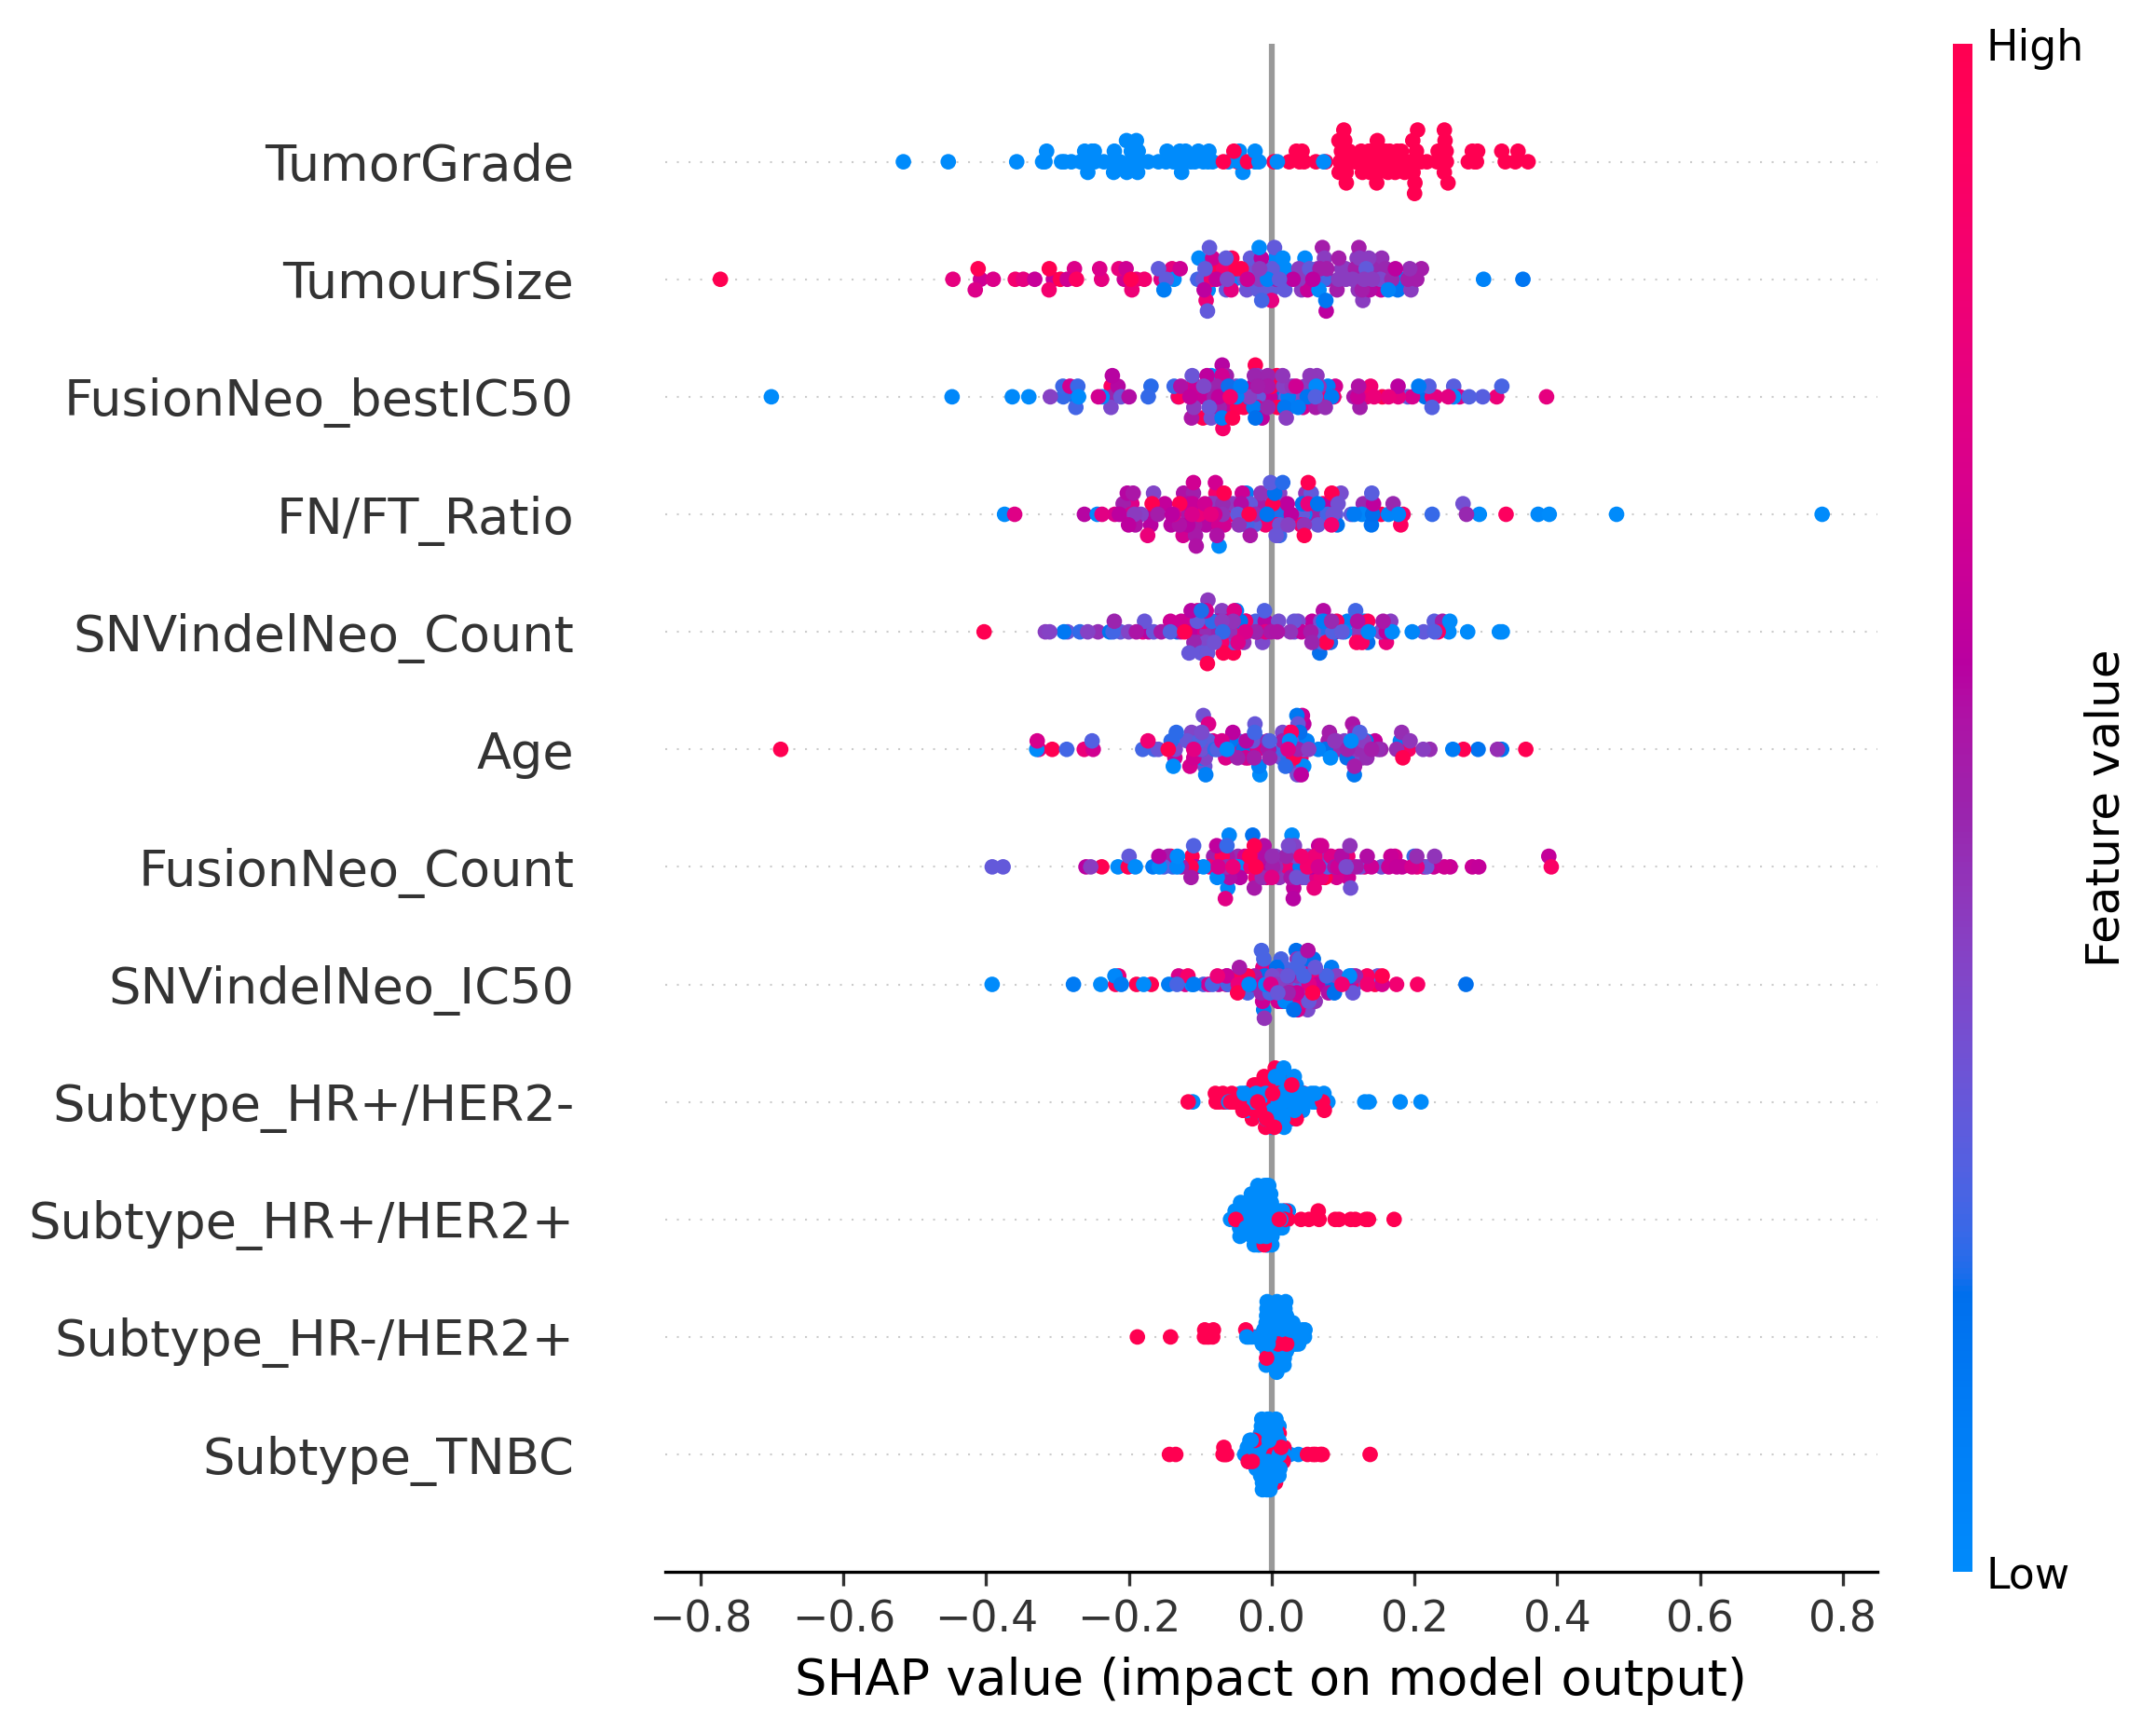 High
TumorGrade
TumourSize
FusionNeo_bestIC50
FN/FT_Ratio
SNVindelNeo_Count
Age
FusionNeo_Count
SNVindelNeo_IC50
Subtype_HR+/HER2-
Subtype_HR+/HER2+
Subtype_HR-/HER2+
Subtype_TNBC
Feature value
Low
−0.8 −0.6 −0.4 −0.2 0.0 0.2 0.4 0.6 0.8
SHAP value (impact on model output)